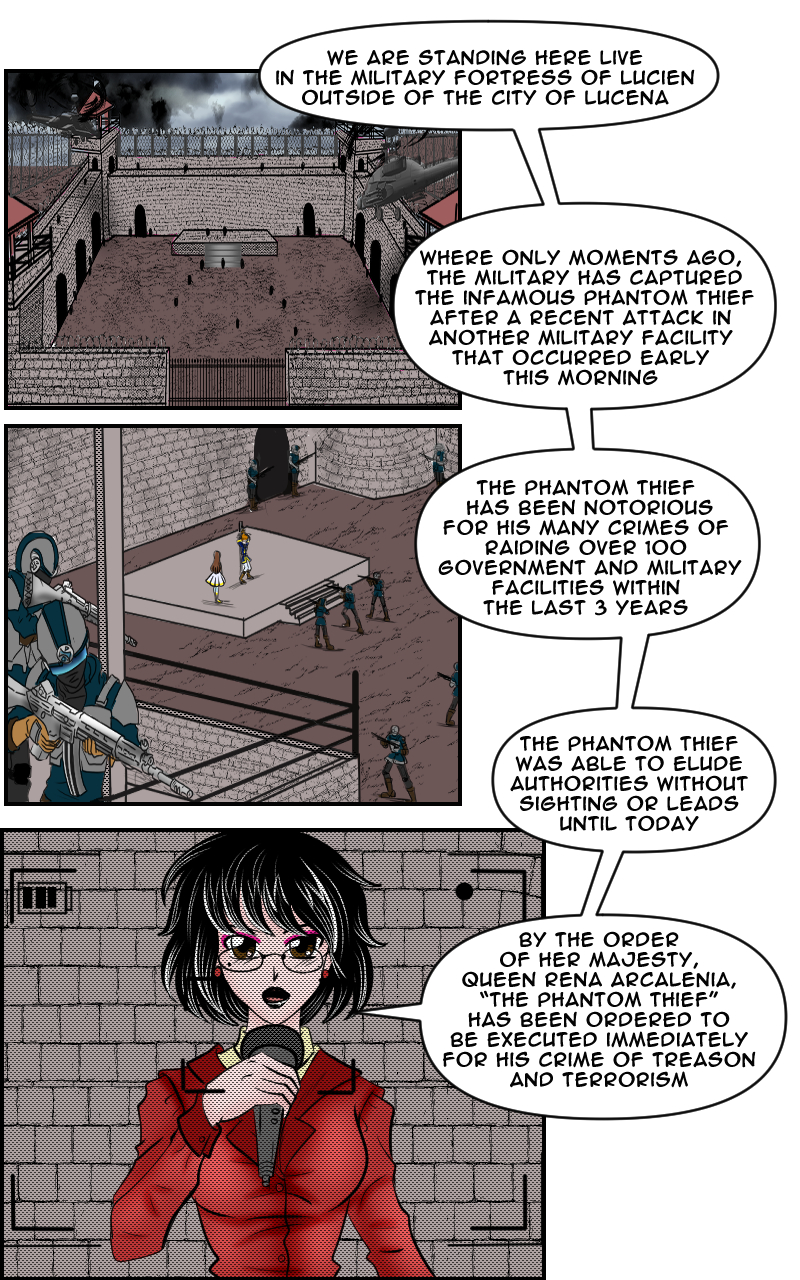 WE ARE STANDING HERE LIVE
IN THE MILITARY FORTRESS OF LUCIEN
OUTSIDE OF THE CITY OF LUCENA
WHERE ONLY MOMENTS AGO,
THE MILITARY HAS CAPTURED
THE INFAMOUS PHANTOM THIEF
AFTER A RECENT ATTACK IN
ANOTHER MILITARY FACILITY
THAT OCCURRED EARLY
THIS MORNING
THE PHANTOM THIEF
HAS BEEN NOTORIOUS
FOR HIS MANY CRIMES OF
RAIDING OVER 100
GOVERNMENT AND MILITARY
FACILITIES WITHIN
THE LAST 3 YEARS
THE PHANTOM THIEF
WAS ABLE TO ELUDE
AUTHORITIES WITHOUT
SIGHTING OR LEADS
UNTIL TODAY
BY THE ORDER
OF HER MAJESTY,
QUEEN RENA ARCALENIA,
"THE PHANTOM THIEF"
HAS BEEN ORDERED TO
BE EXECUTED IMMEDIATELY
FOR HIS CRIME OF TREASON
AND TERRORISM